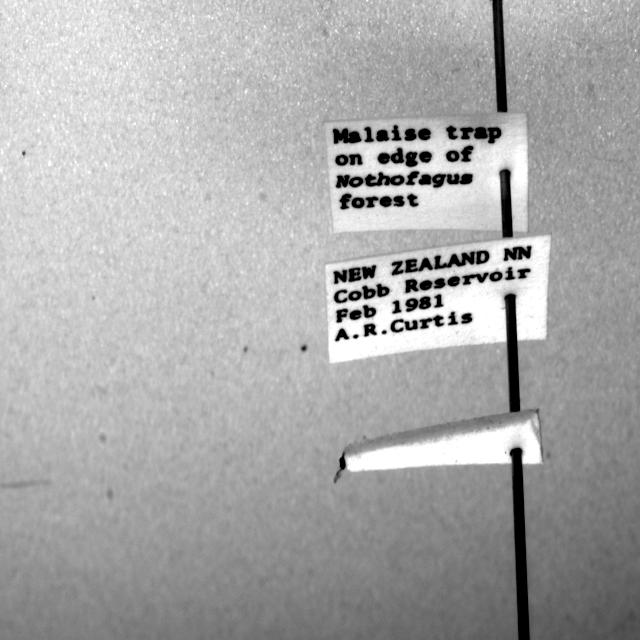 Malaise trap
on edge of
Nothofagus
forest
NEW ZEALAND NN
Cobb Reservoir
Feb 1981
A.R.Curtis